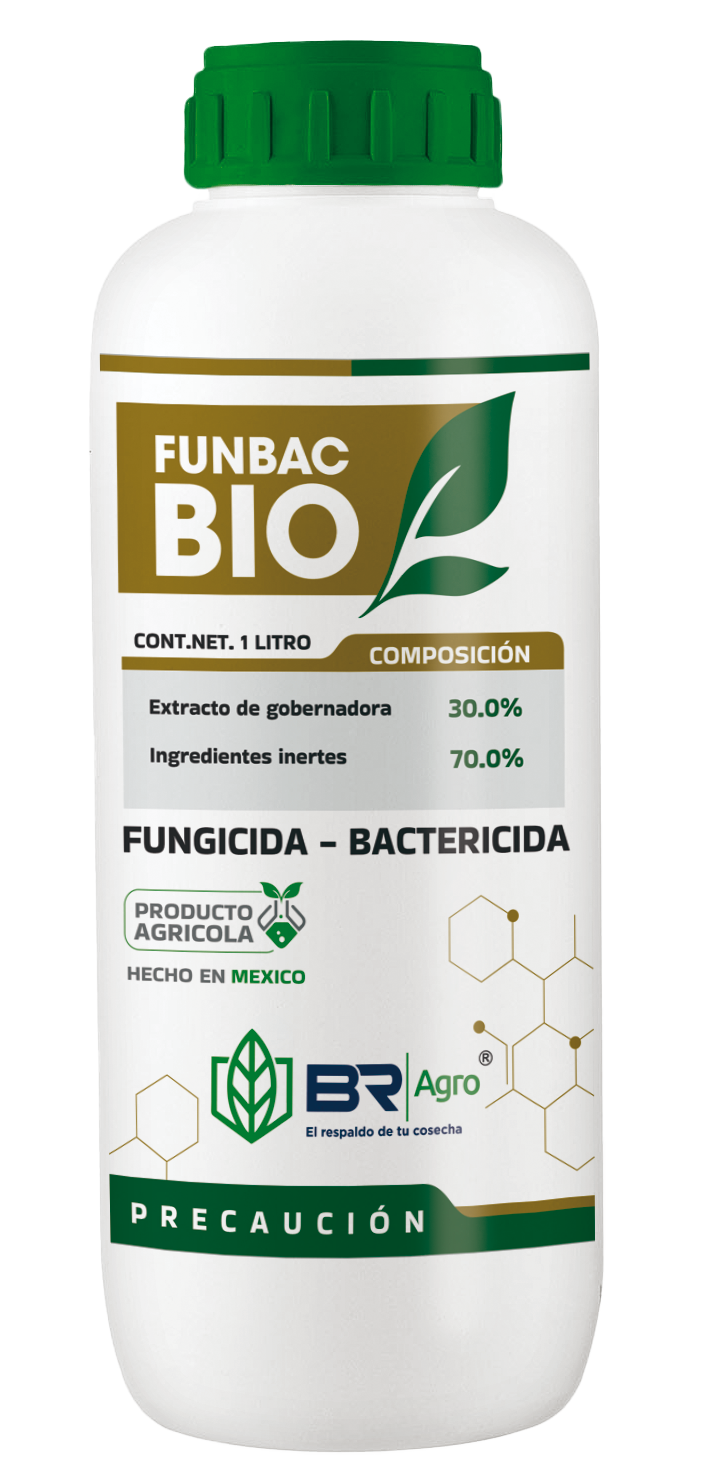 FUNBAC
BIO
CONT.NET. 1 LITRO
COMPOSICIÓN
Extracto de gobernadora 30.0%
Ingredientes inertes 70.0%
FUNGICIDA – BACTERICIDA
PRODUCTO
AGRICOLA
HECHO EN MEXICO
BR Agro ®
El respaldo de tu cosecha
PRECAUCIÓN